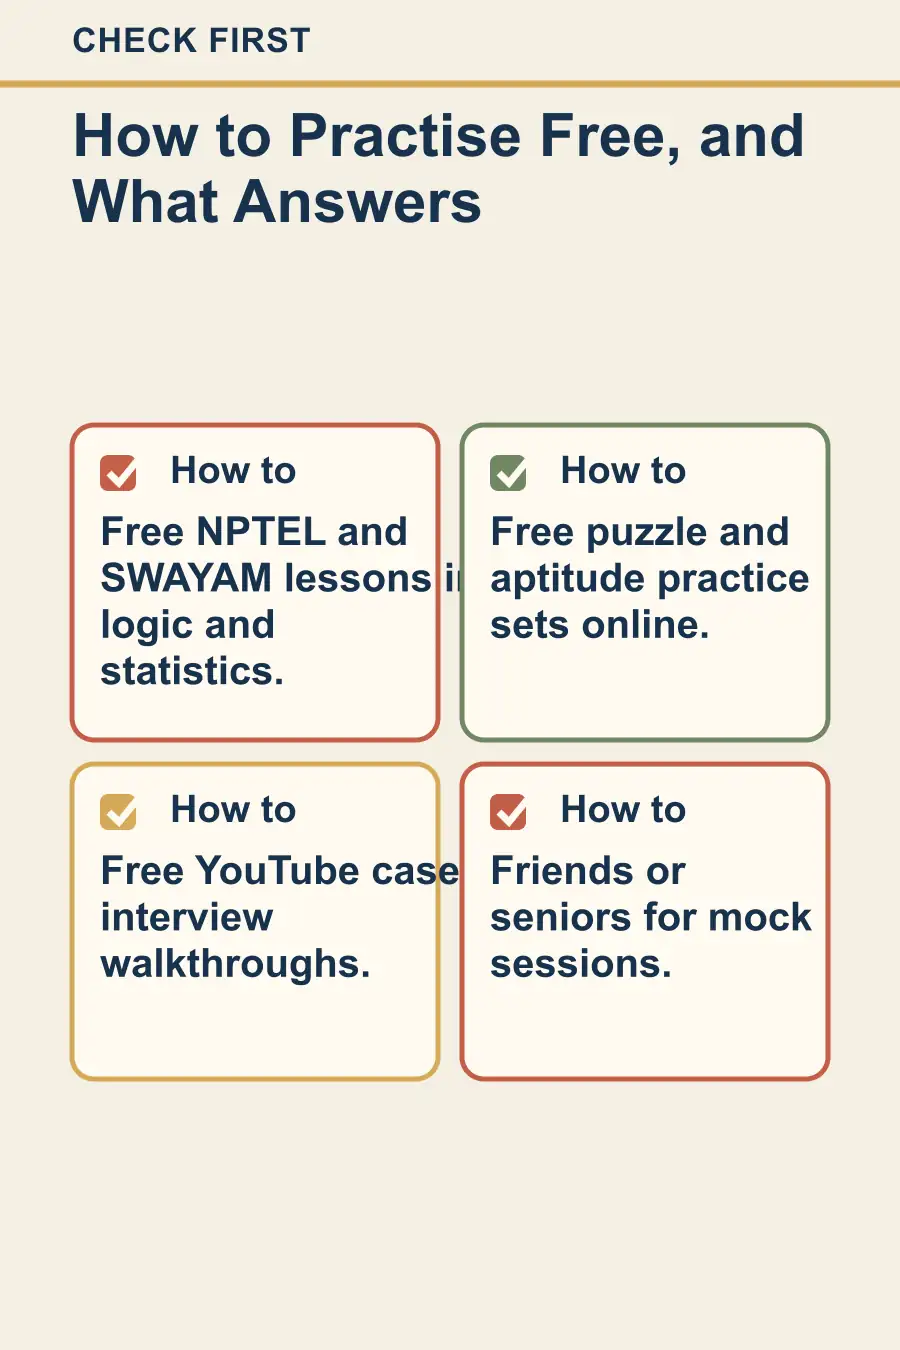 CHECK FIRST
How to Practise Free, and
What Answers
How to
Free NPTEL and
SWAYAM lessons
logic and
statistics.
How to
Free puzzle and
aptitude practice
sets online.
How to
Free YouTube case
interview
walkthroughs.
How to
Friends or
seniors for mock
sessions.